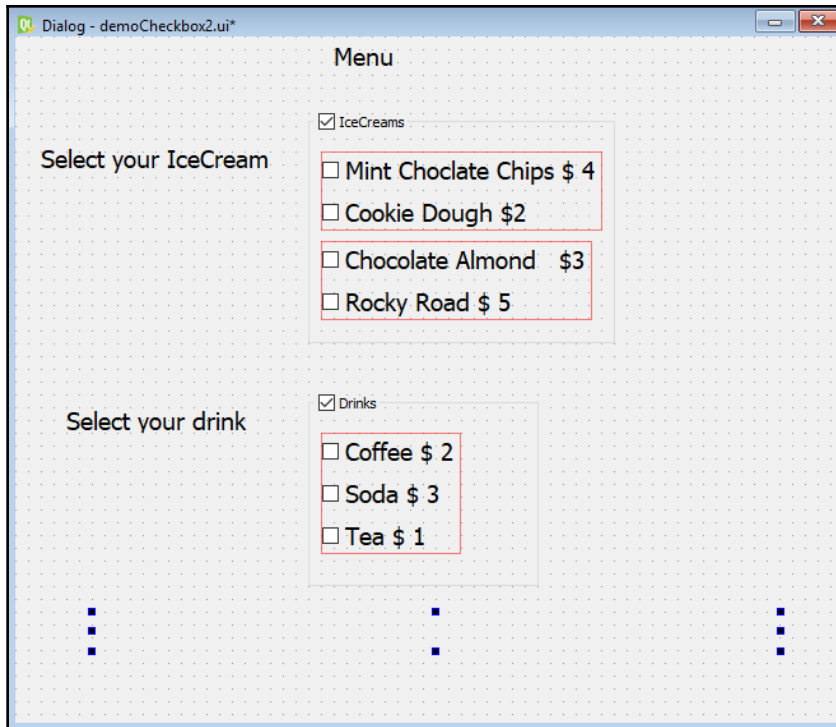 Dialog - demoCheckbox2.ui*
Menu
IceCreams
Select your IceCream
Mint Choclate Chips $ 4
Cookie Dough $2
Chocolate Almond $3
Rocky Road $ 5
Drinks
Select your drink
Coffee $ 2
Soda $ 3
Tea $ 1